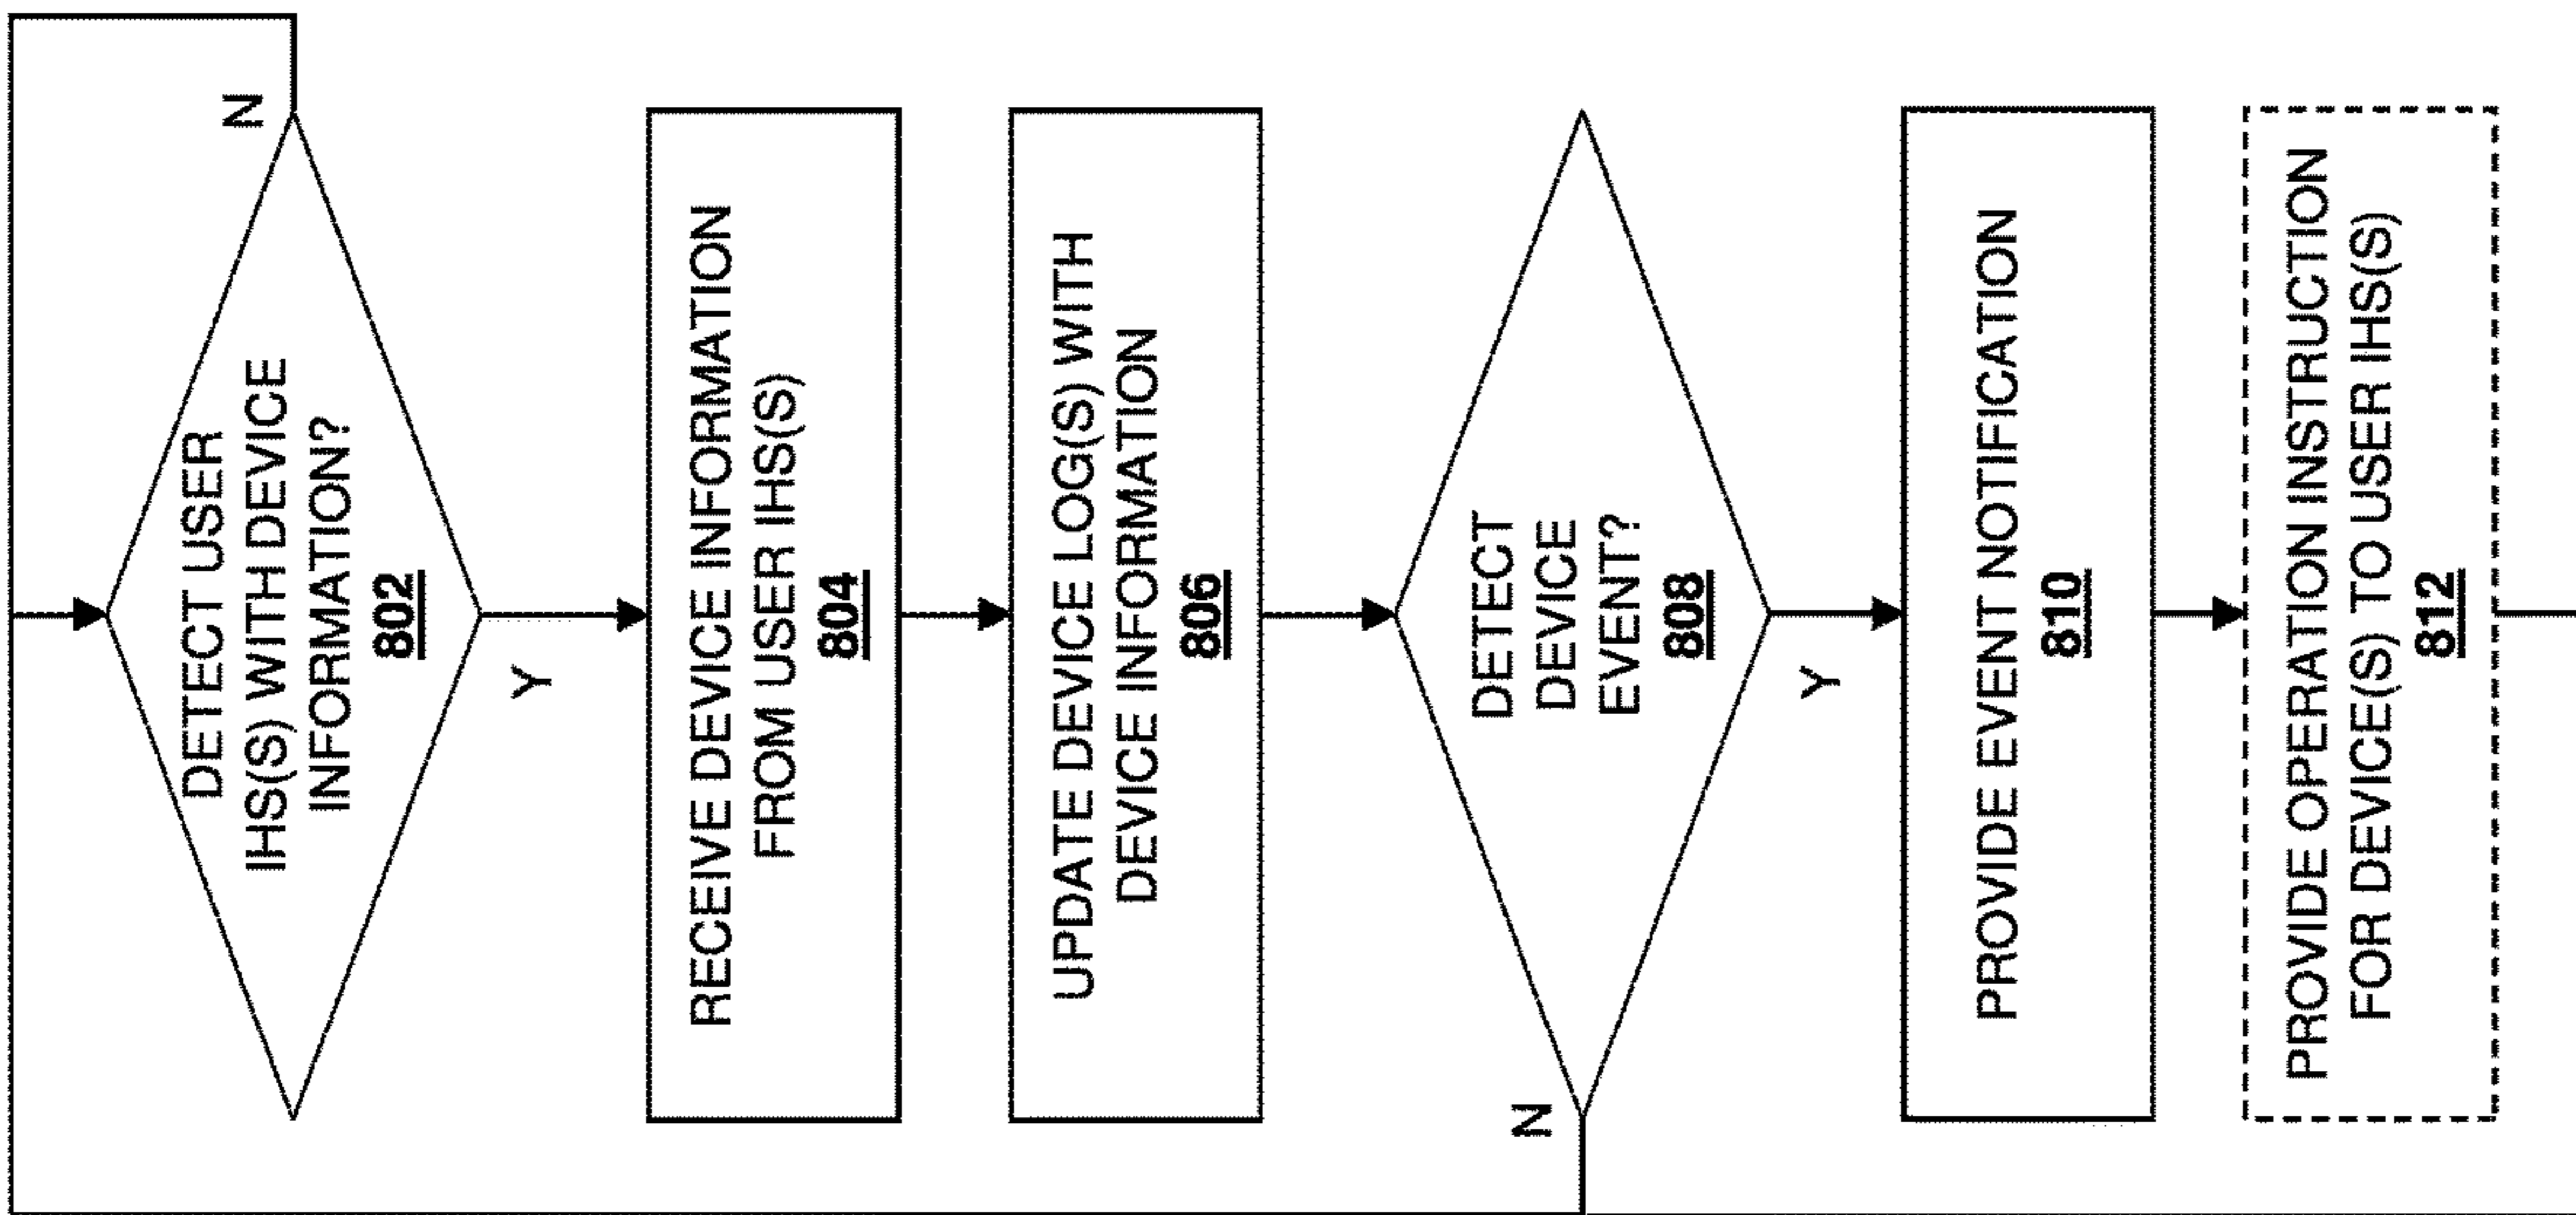 DETECT USER
IHS(S) WITH DEVICE
INFORMATION?
802
N
Y
RECEIVE DEVICE INFORMATION
FROM USER IHS(S)
804
UPDATE DEVICE LOG(S) WITH
DEVICE INFORMATION
806
DETECT
DEVICE
EVENT?
808
N
Y
PROVIDE EVENT NOTIFICATION
810
PROVIDE OPERATION INSTRUCTION
FOR DEVICE(S) TO USER IHS(S)
812